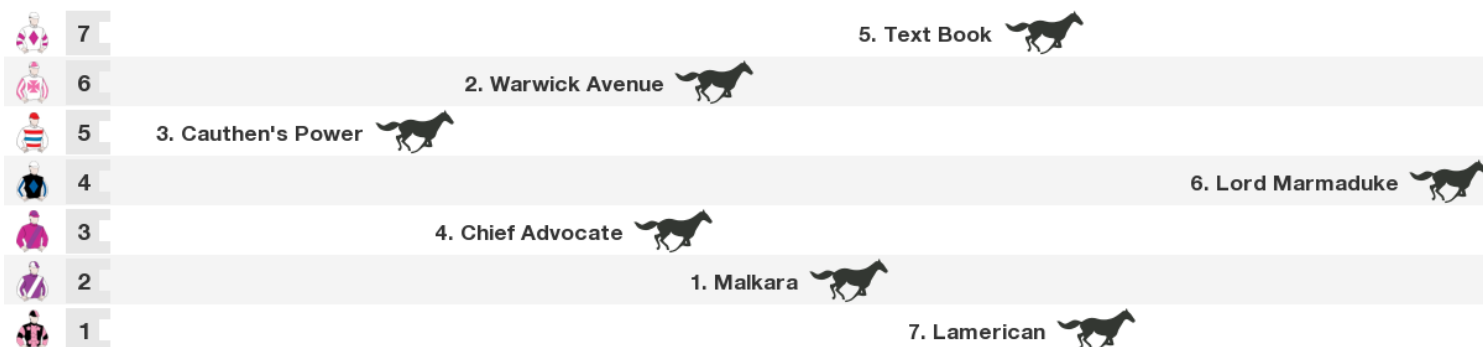 7 5. Text Book
6 2. Warwick Avenue
5 3. Cauthen's Power
4 6. Lord Marmaduke
3 4. Chief Advocate
2 1. Malkara
1 7. Lamerican